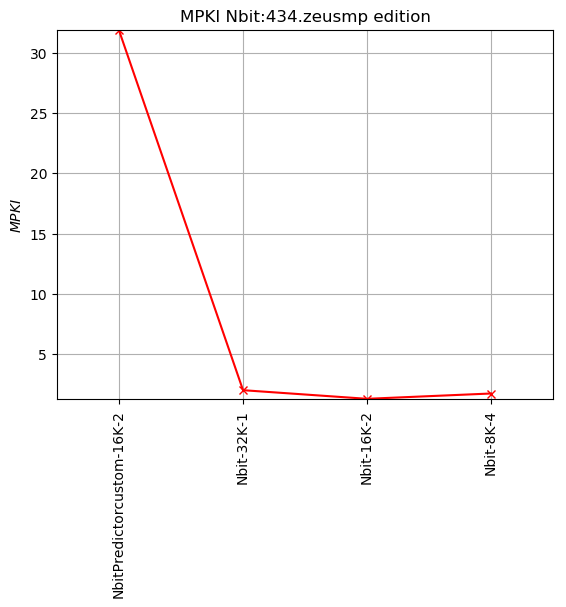 MPKI Nbit:434.zeusmp edition
30
25
20
15
10
5
MPKI
NbitPredictorcustom-16K-2
Nbit-32K-1
Nbit-16K-2
Nbit-8K-4